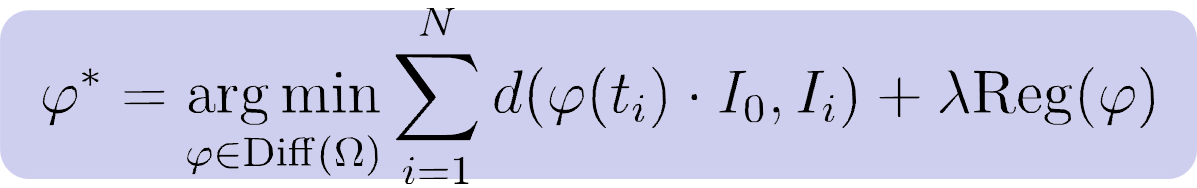 φ* = arg min_{φ∈Diff(Ω)} ∑_{i=1}^{N} d(φ(t_i) · I_0, I_i) + λReg(φ)